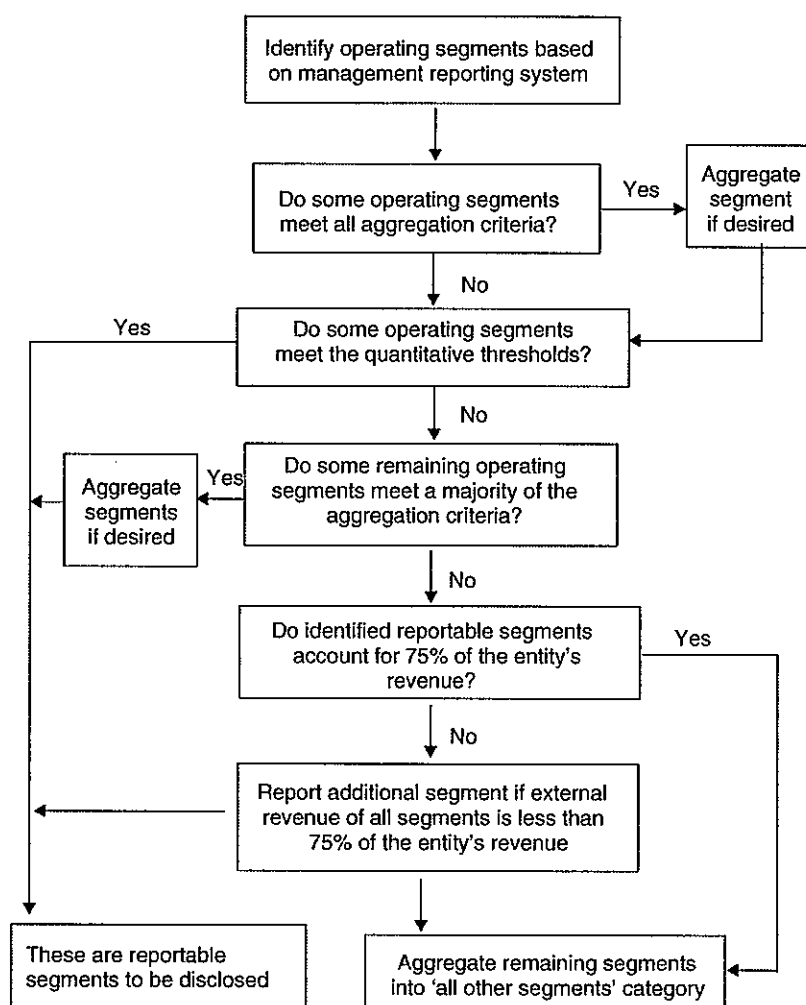 Identify operating segments based
on management reporting system
Do some operating segments
meet all aggregation criteria?
Yes
Aggregate
segment
if desired
No
Yes
Do some operating segments
meet the quantitative thresholds?
No
Aggregate
segments
if desired
Yes
Do some remaining operating
segments meet a majority of the
aggregation criteria?
No
Do identified reportable segments
account for 75% of the entity's
revenue?
Yes
No
Report additional segment if external
revenue of all segments is less than
75% of the entity's revenue
These are reportable
segments to be disclosed
Aggregate remaining segments
into 'all other segments' category